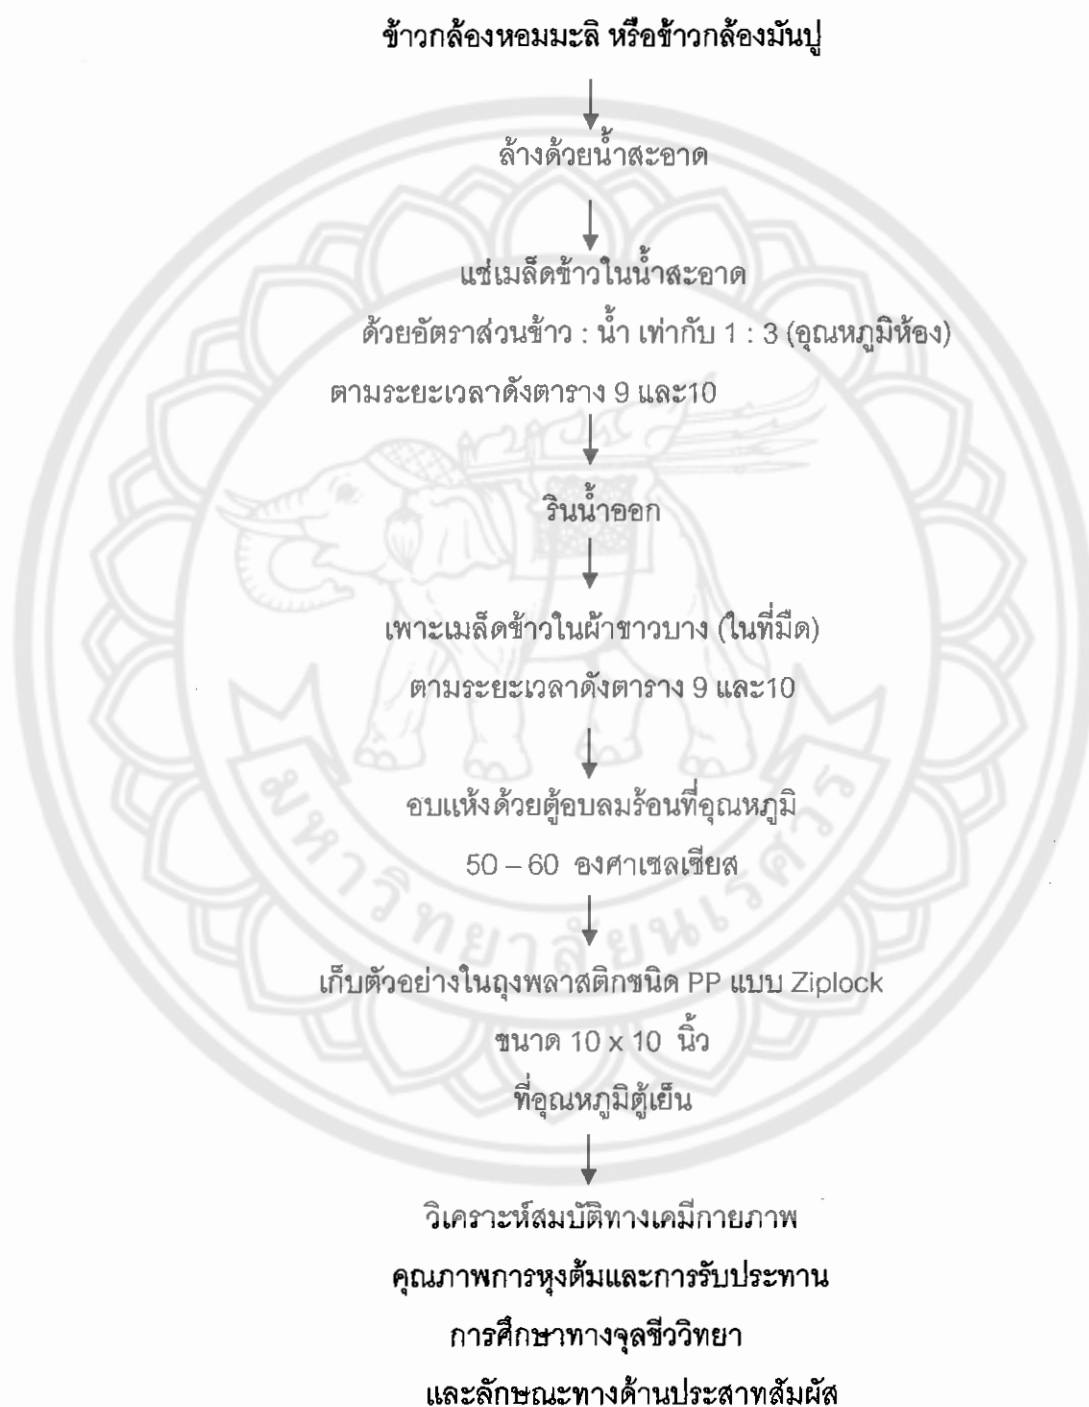 ข้าวกล้องหอมมะลิ หรือข้าวกล้องมันปู
ล้างด้วยน้ำสะอาด
แช่เมล็ดข้าวในน้ำสะอาด
ด้วยอัตราส่วนข้าว : น้ำ เท่ากับ 1 : 3 (อุณหภูมิห้อง)
ตามระยะเวลาดังตาราง 9 และ10
รินน้ำออก
เพาะเมล็ดข้าวในผ้าขาวบาง (ในที่มืด)
ตามระยะเวลาดังตาราง 9 และ10
อบแห้งด้วยตู้อบลมร้อนที่อุณหภูมิ
50 – 60 องศาเซลเซียส
มหาวิทยาลัยนเรศวร
เก็บตัวอย่างในถุงพลาสติกชนิด PP แบบ Ziplock
ขนาด 10 x 10 นิ้ว
ที่อุณหภูมิตู้เย็น
วิเคราะห์สมบัติทางเคมีกายภาพ
คุณภาพการหุงต้มและการรับประทาน
การศึกษาทางจุลชีววิทยา
และลักษณะทางด้านประสาทสัมผัส